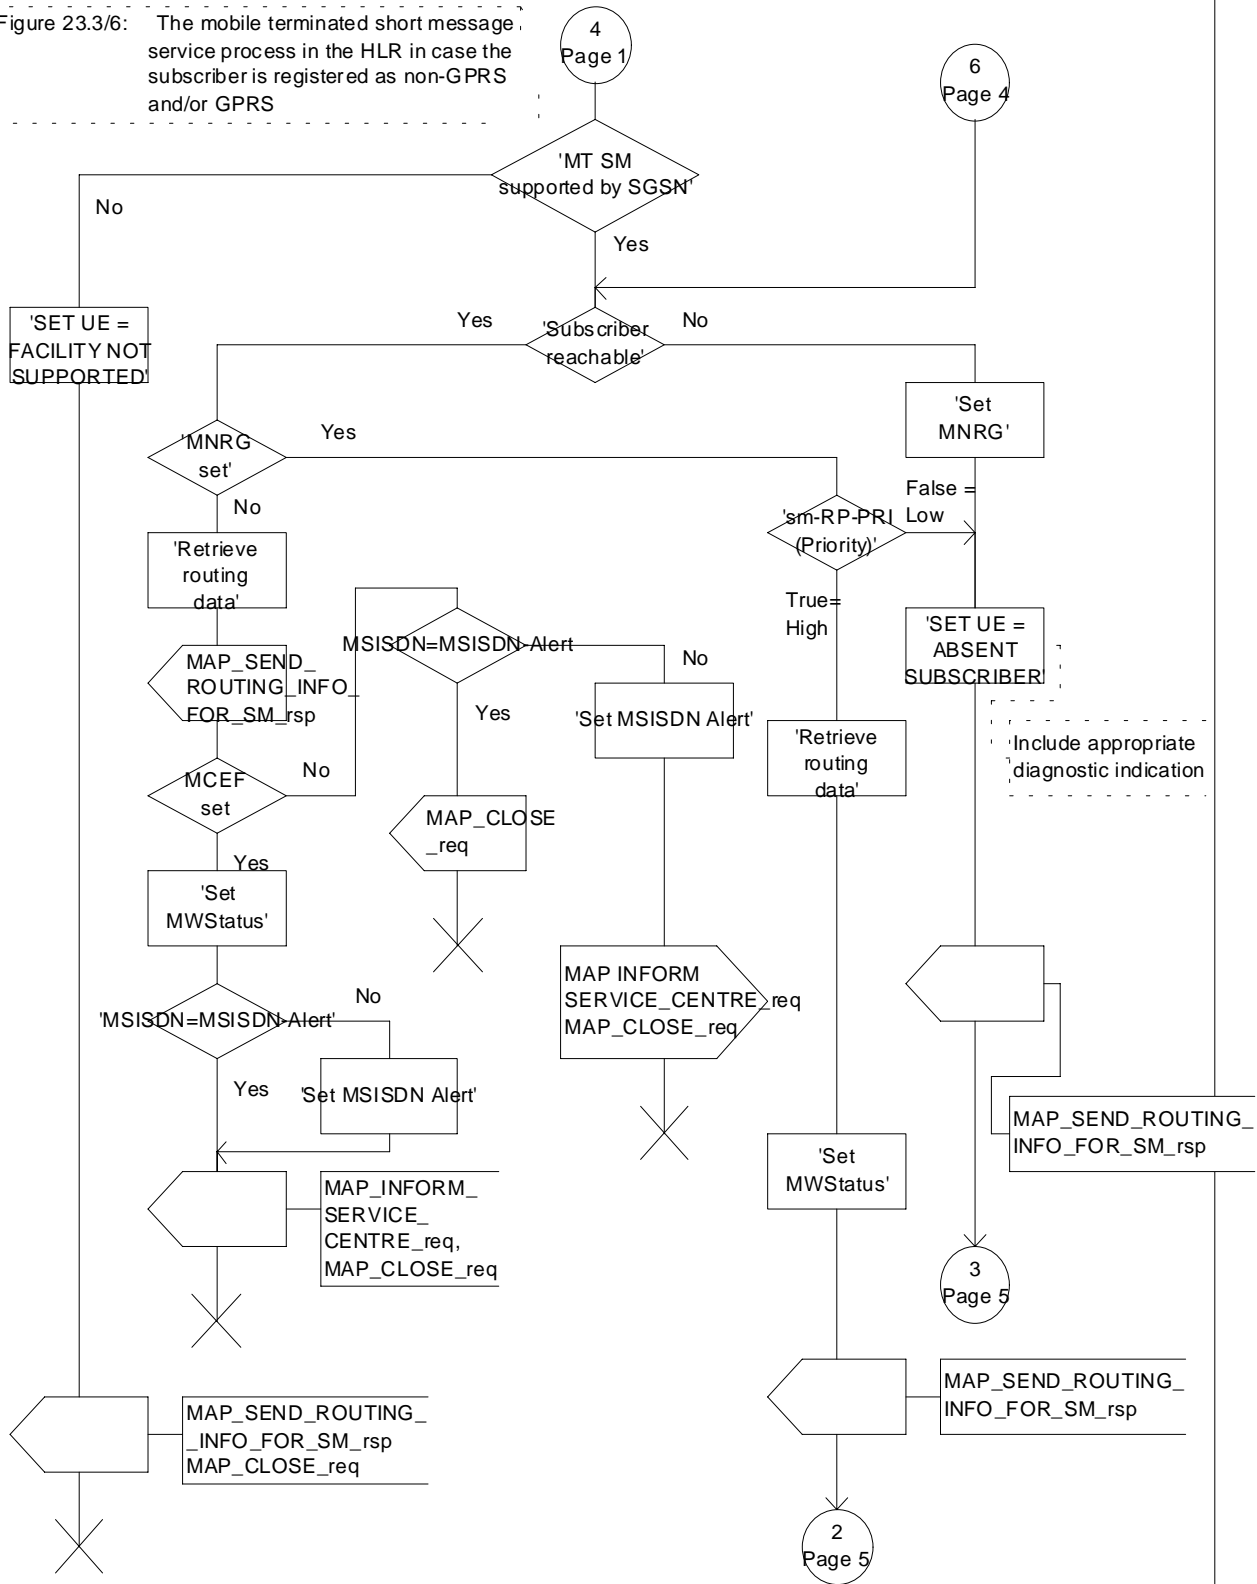 Figure 23.3/6: The mobile terminated short message
service process in the HLR in case the
subscriber is registered as non-GPRS
and/or GPRS
4
Page 1
6
Page 4
'MT SM
supported by SGSN'
No
Yes
'SET UE =
FACILITY NOT
SUPPORTED'
Yes
'Subscriber
reachable'
No
'Set
MNRG'
'MNRG
set'
Yes
No
'sm-RP-PRI
(Priority)'
False =
Low
True=
High
'Retrieve
routing
data'
MSISDN=MSISDN-Alert
No
Yes
'SET UE =
ABSENT
SUBSCRIBER'
MAP_SEND_
ROUTING_INFO_
FOR_SM_rsp
'Set MSISDN Alert'
'Retrieve
routing
data'
Include appropriate
diagnostic indication
MCEF
set
No
Yes
MAP_CLOSE
_req
'Set
MWStatus'
MAP INFORM
SERVICE_CENTRE_req
MAP_CLOSE_req
'MSISDN=MSISDN-Alert'
No
Yes
'Set MSISDN Alert'
MAP_SEND_ROUTING_
INFO_FOR_SM_rsp
'Set
MWStatus'
MAP_INFORM_
SERVICE_
CENTRE_req,
MAP_CLOSE_req
3
Page 5
MAP_SEND_ROUTING_
_INFO_FOR_SM_rsp
MAP_CLOSE_req
MAP_SEND_ROUTING_
INFO_FOR_SM_rsp
2
Page 5